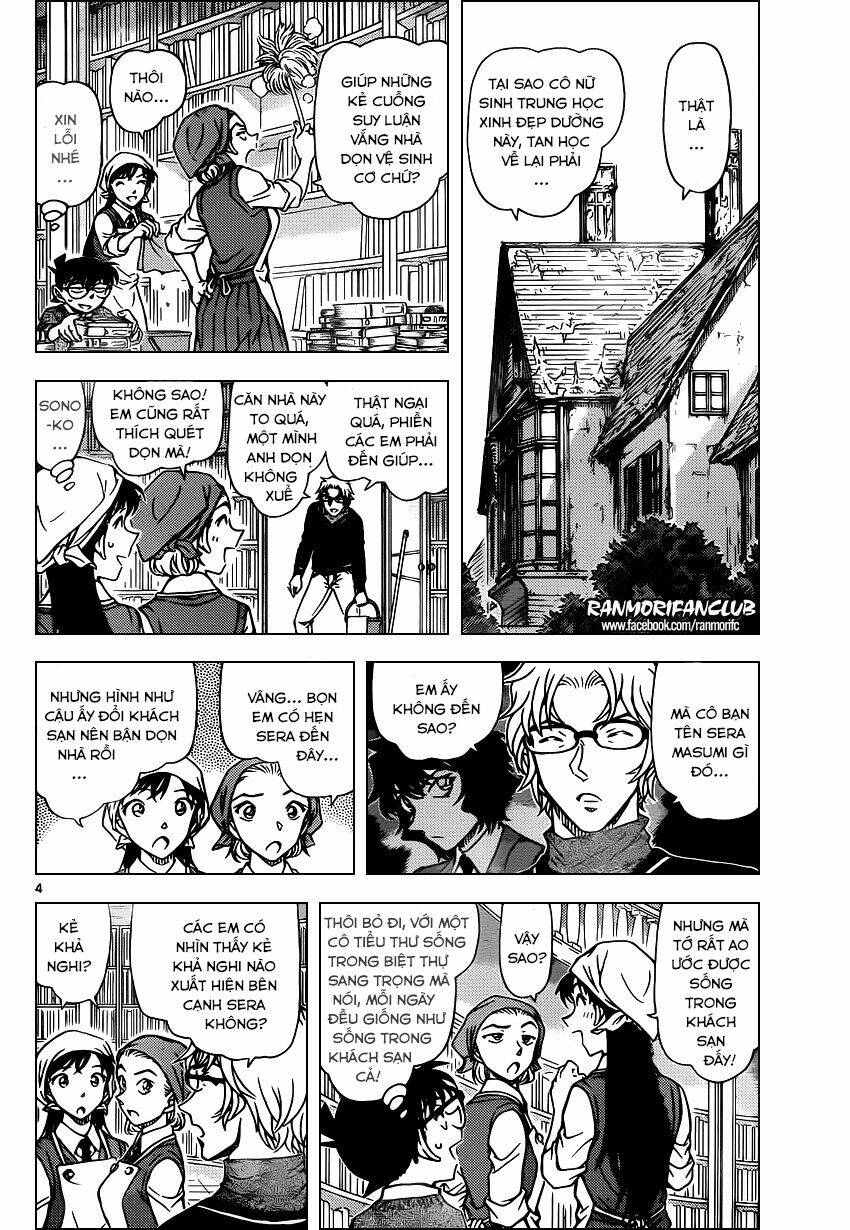 THẬT
LÀ
...
TẠI SAO CÔ NỮ
SINH TRUNG HỌC
XINH ĐẸP DƯỜNG
NÀY, TAN HỌC
VỀ LẠI PHẢI
...
RANMORIFANCLUB
www.facebook.com/ranmorifc
GIÚP NHỮNG
KẺ CUỒNG
SUY LUẬN
VẮNG NHÀ
DỌN VỆ SINH
CƠ CHỨ?
THÔI
NÀO...
XIN
LỖI
NHÉ
...
THẬT NGẠI
QUÁ, PHIỀN
CÁC EM PHẢI
ĐẾN GIÚP...
CĂN NHÀ NÀY
TO QUÁ,
MỘT MÌNH
ANH DỌN
KHÔNG
XUỂ
KHÔNG SAO!
EM CŨNG RẤT
THÍCH QUÉT
DỌN MÀ!
SONO
-KO
...
MÀ CÔ BẠN
TÊN SERA
MASUMI GÌ
ĐÓ...
EM ẤY
KHÔNG ĐẾN
SAO?
VÂNG... BỌN
EM CÓ HẸN
SERA ĐẾN
ĐÂY...
NHƯNG HÌNH NHƯ
CẬU ẤY ĐỔI KHÁCH
SẠN NÊN BẬN DỌN
NHÀ RỒI
...
4
NHƯNG MÀ
TỚ RẤT AO
ƯỚC ĐƯỢC
SỐNG
TRONG
KHÁCH
SẠN
ĐẤY!
VẬY
SAO?
THÔI BỎ ĐI, VỚI MỘT
CÔ TIỂU THƯ SỐNG
TRONG BIỆT THỰ
SANG TRỌNG MÀ
NÓI, MỖI NGÀY
ĐỀU GIỐNG NHƯ
SỐNG TRONG
KHÁCH SẠN
CẢ!
CÁC EM CÓ
NHÌN THẤY KẺ
KHẢ NGHI NÀO
XUẤT HIỆN BÊN
CẠNH SERA
KHÔNG?
KẺ
KHẢ
NGHI?